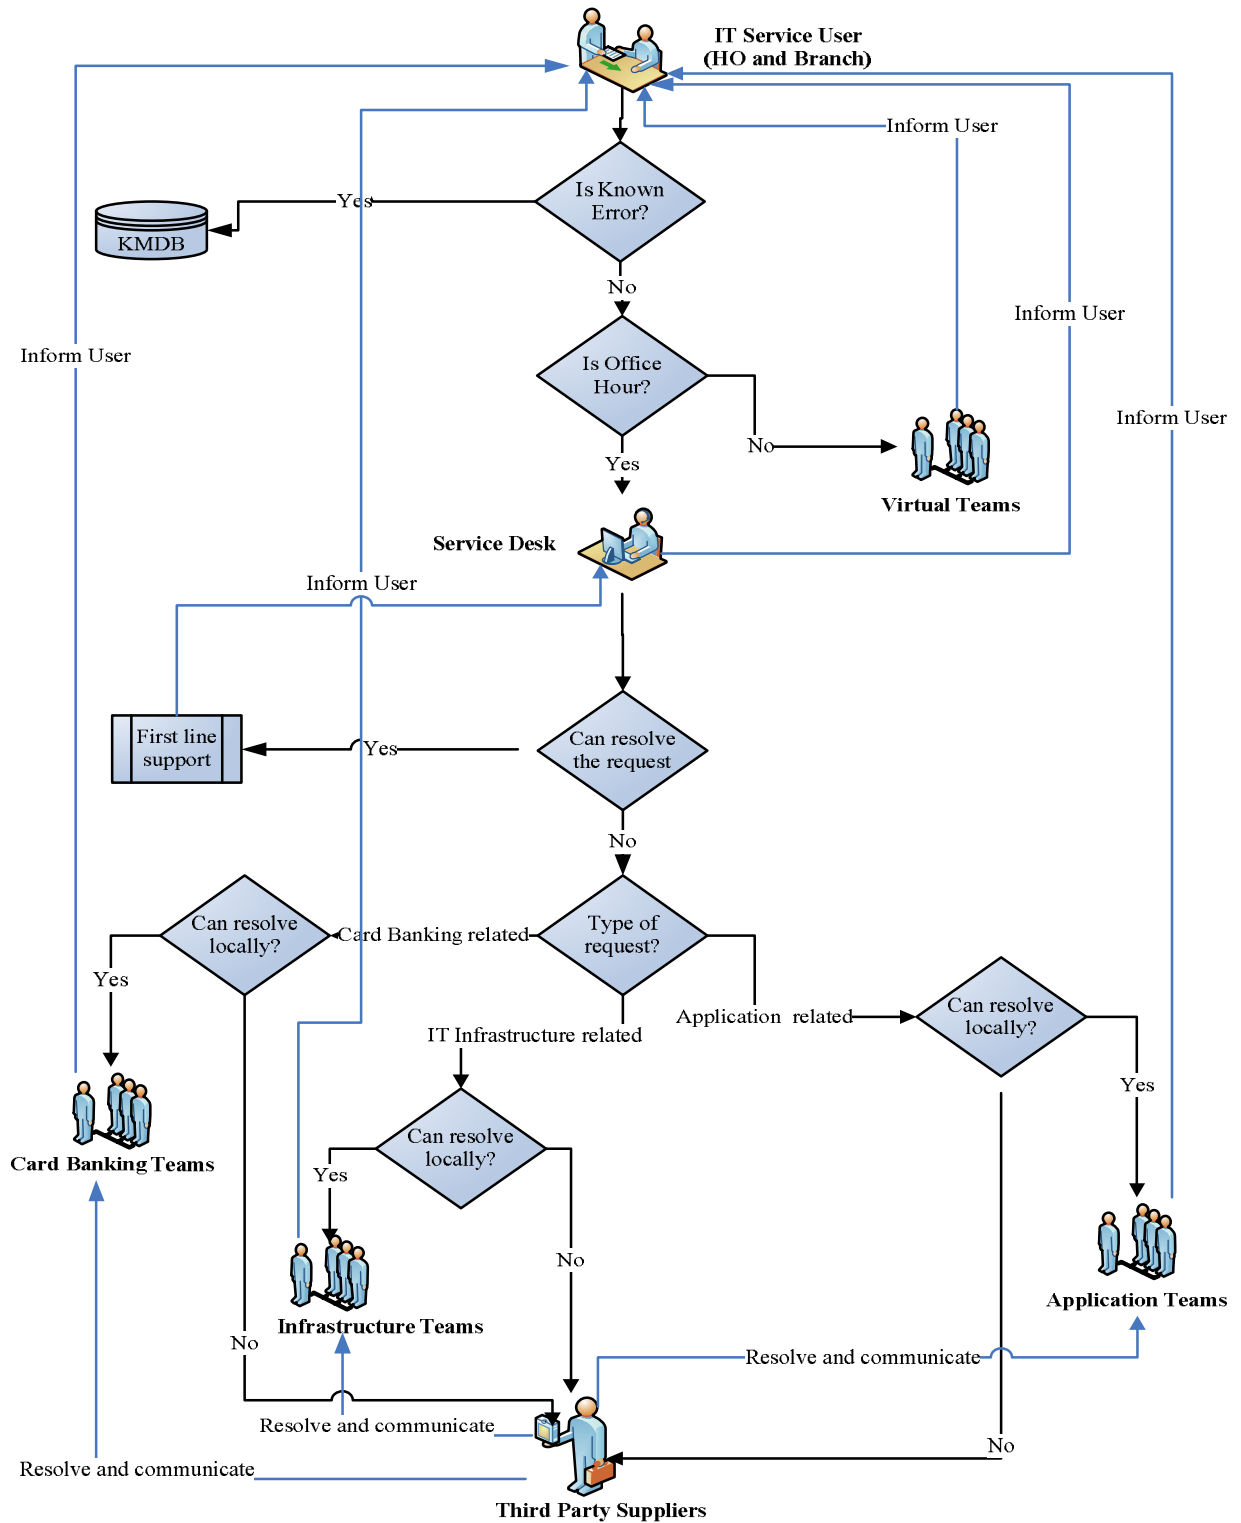 IT Service User
(HO and Branch)
Inform User
Is Known
Error?
Yes
KMDB
No
Inform User
Inform User
Is Office
Hour?
Inform User
No
Yes
Virtual Teams
Service Desk
Inform User
First line
support
Yes
Can resolve
the request
No
Can resolve
locally?
Card Banking related
Type of
request?
Yes
Can resolve
locally?
Application  related
IT Infrastructure related
Yes
Can resolve
locally?
Card Banking Teams
Yes
No
Application Teams
Infrastructure Teams
No
Resolve and communicate
Resolve and communicate
No
Resolve and communicate
Third Party Suppliers